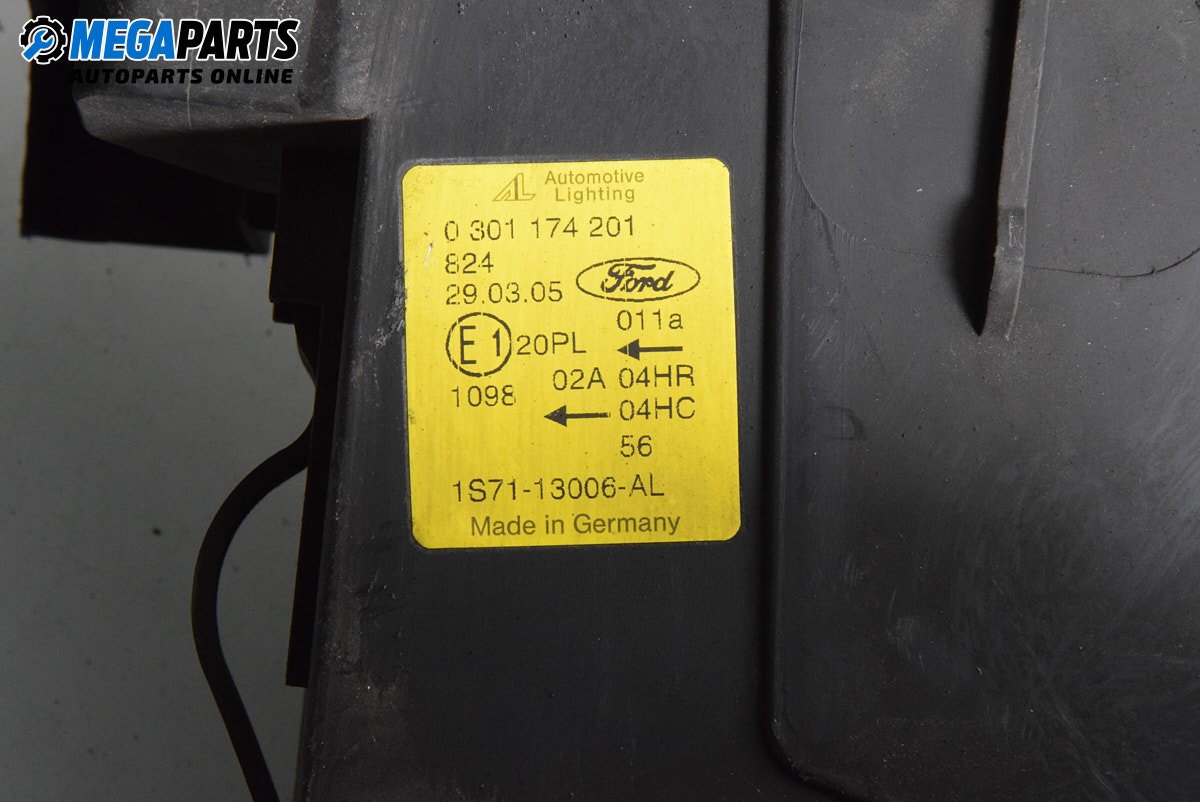 MEGAPARTS
AUTOPARTS ONLINE
AL Automotive
Lighting
0 301 174 201
824
29.03.05
Ford
011a
E1 20PL ←
1098 02A 04HR
← 04HC
56
1S71-13006-AL
Made in Germany